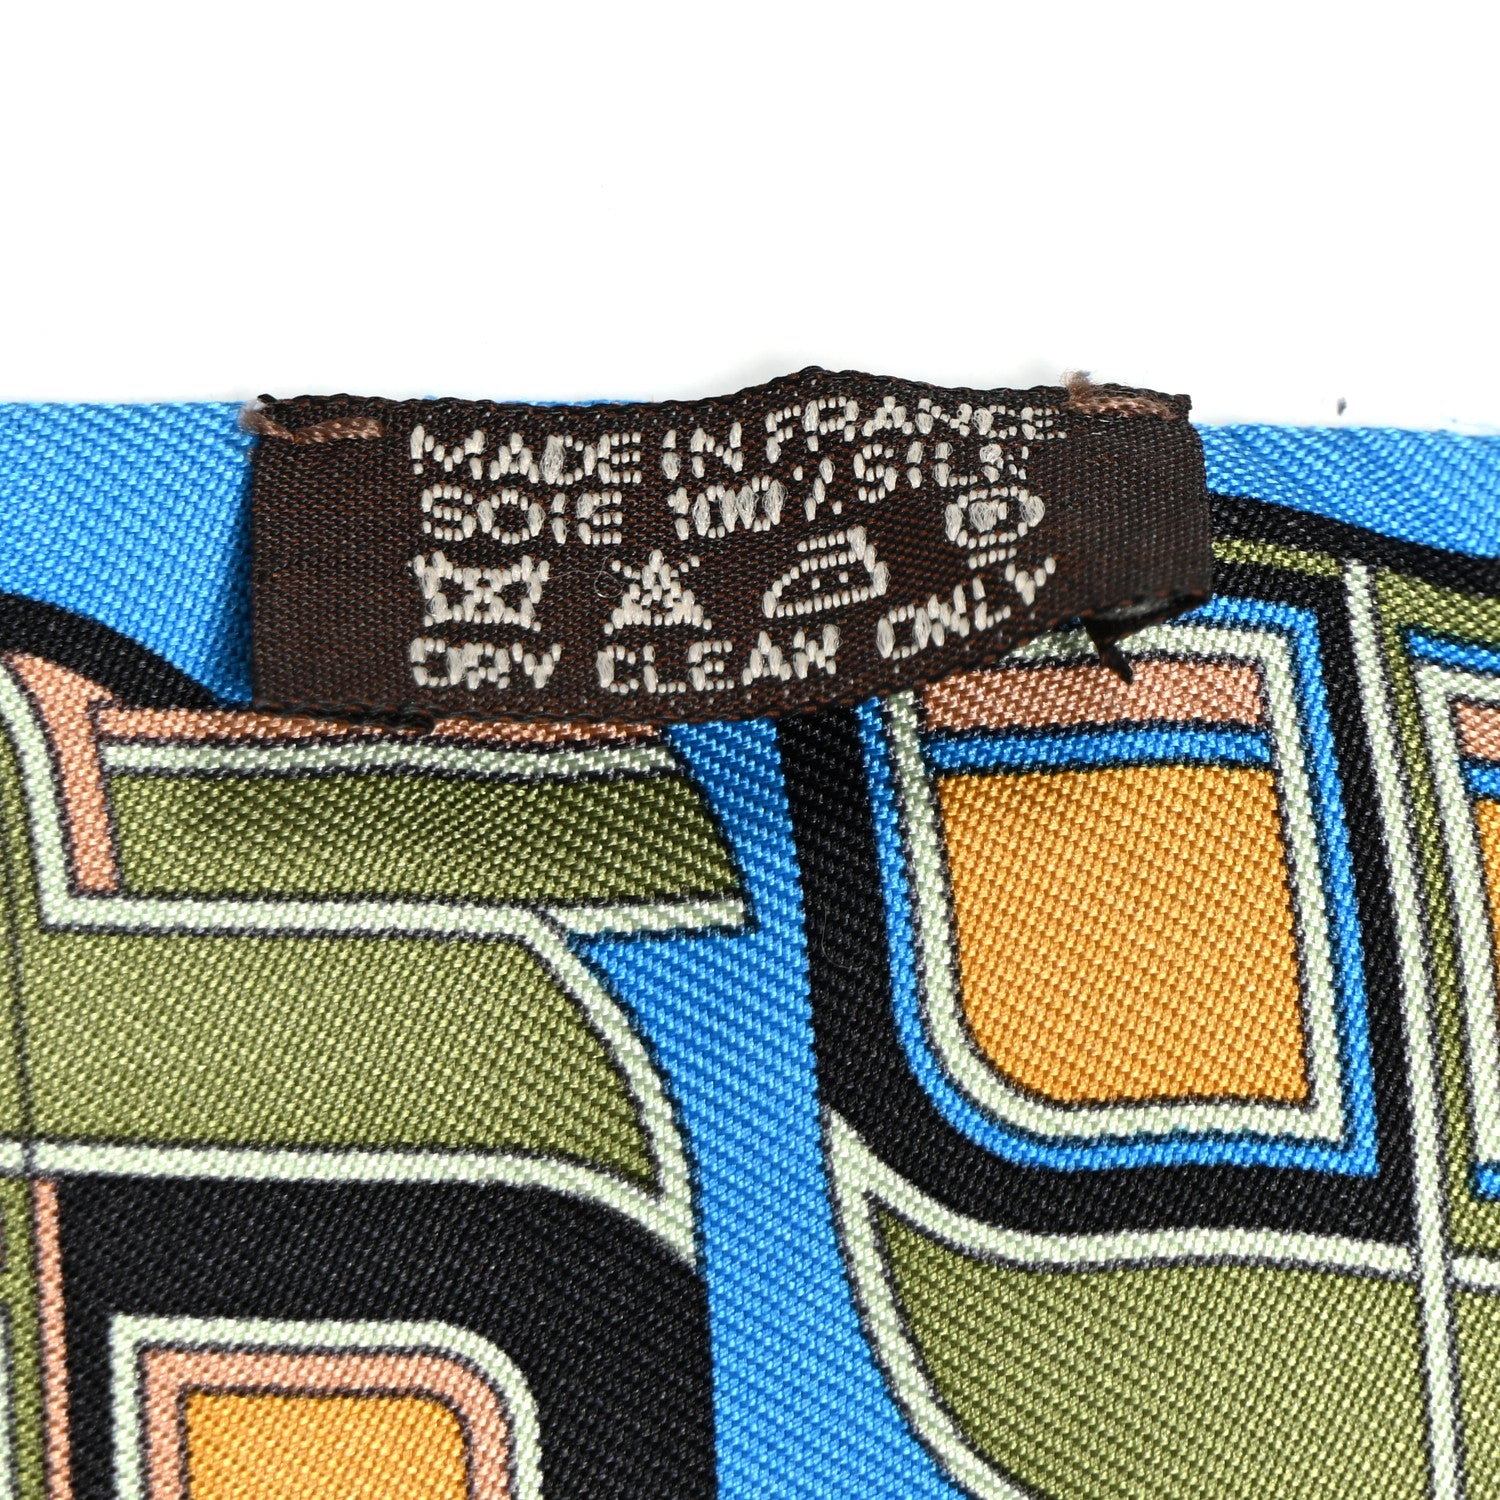 MADE IN FRANCE
SOIE 100% SILK
DRY CLEAN ONLY